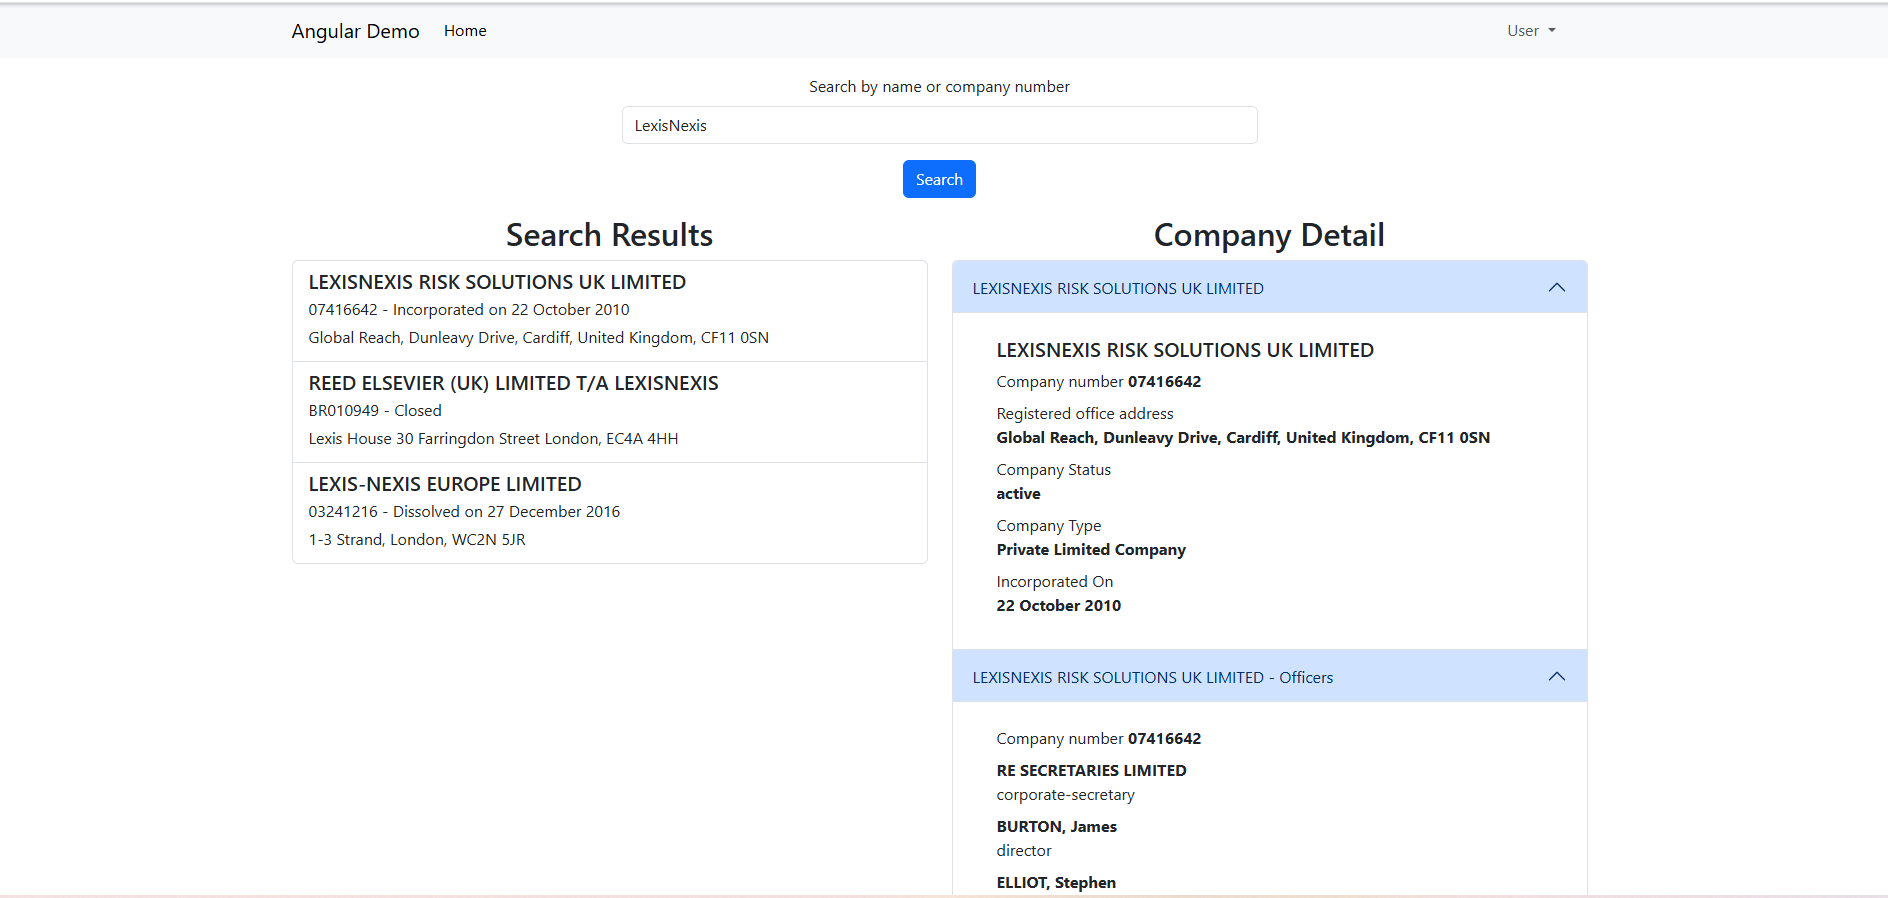 Angular Demo Home User
Search by name or company number
LexisNexis
Search
Search Results
LEXISNEXIS RISK SOLUTIONS UK LIMITED
07416642 - Incorporated on 22 October 2010
Global Reach, Dunleavy Drive, Cardiff, United Kingdom, CF11 0SN
REED ELSEVIER (UK) LIMITED T/A LEXISNEXIS
BR010949 - Closed
Lexis House 30 Farringdon Street London, EC4A 4HH
LEXIS-NEXIS EUROPE LIMITED
03241216 - Dissolved on 27 December 2016
1-3 Strand, London, WC2N 5JR
Company Detail
LEXISNEXIS RISK SOLUTIONS UK LIMITED
LEXISNEXIS RISK SOLUTIONS UK LIMITED
Company number 07416642
Registered office address
Global Reach, Dunleavy Drive, Cardiff, United Kingdom, CF11 0SN
Company Status
active
Company Type
Private Limited Company
Incorporated On
22 October 2010
LEXISNEXIS RISK SOLUTIONS UK LIMITED - Officers
Company number 07416642
RE SECRETARIES LIMITED
corporate-secretary
BURTON, James
director
ELLIOT, Stephen